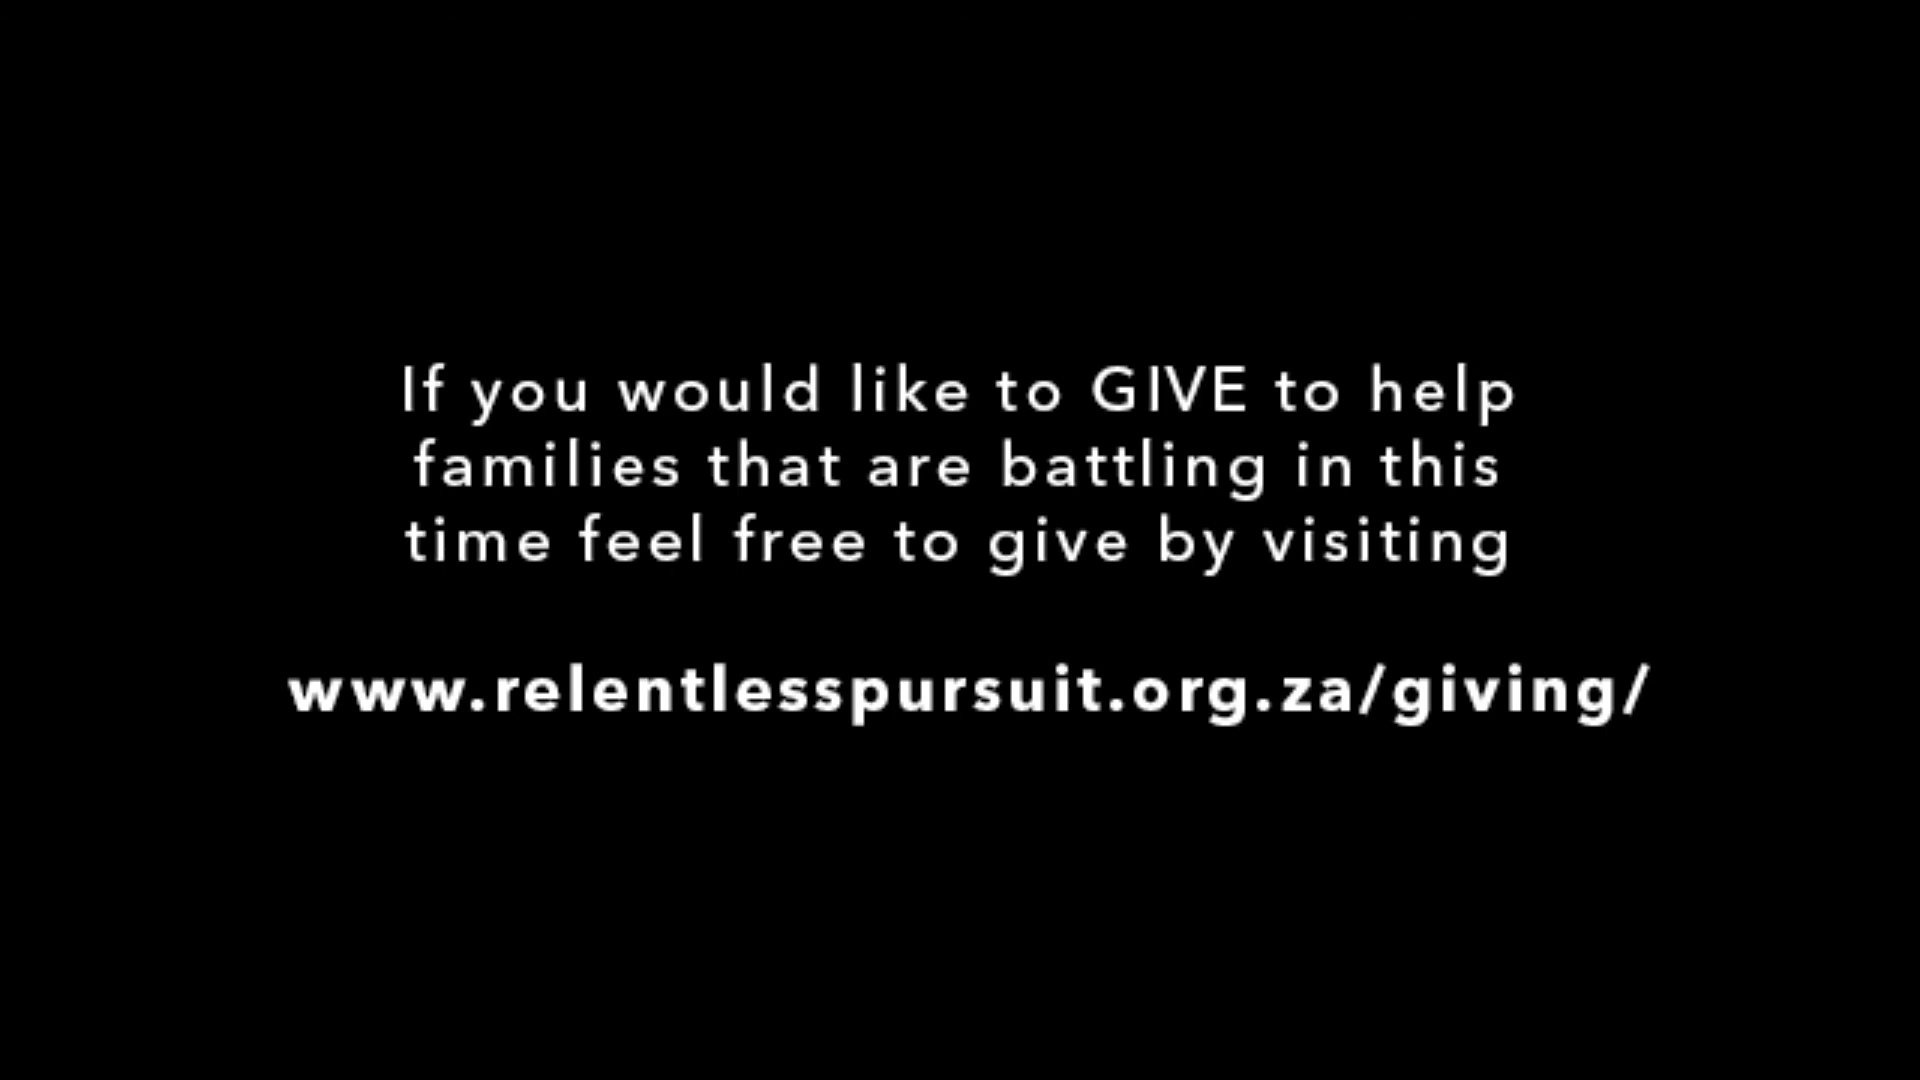 If you would like to GIVE to help
families that are battling in this
time feel free to give by visiting
www.relentlesspursuit.org.za/giving/